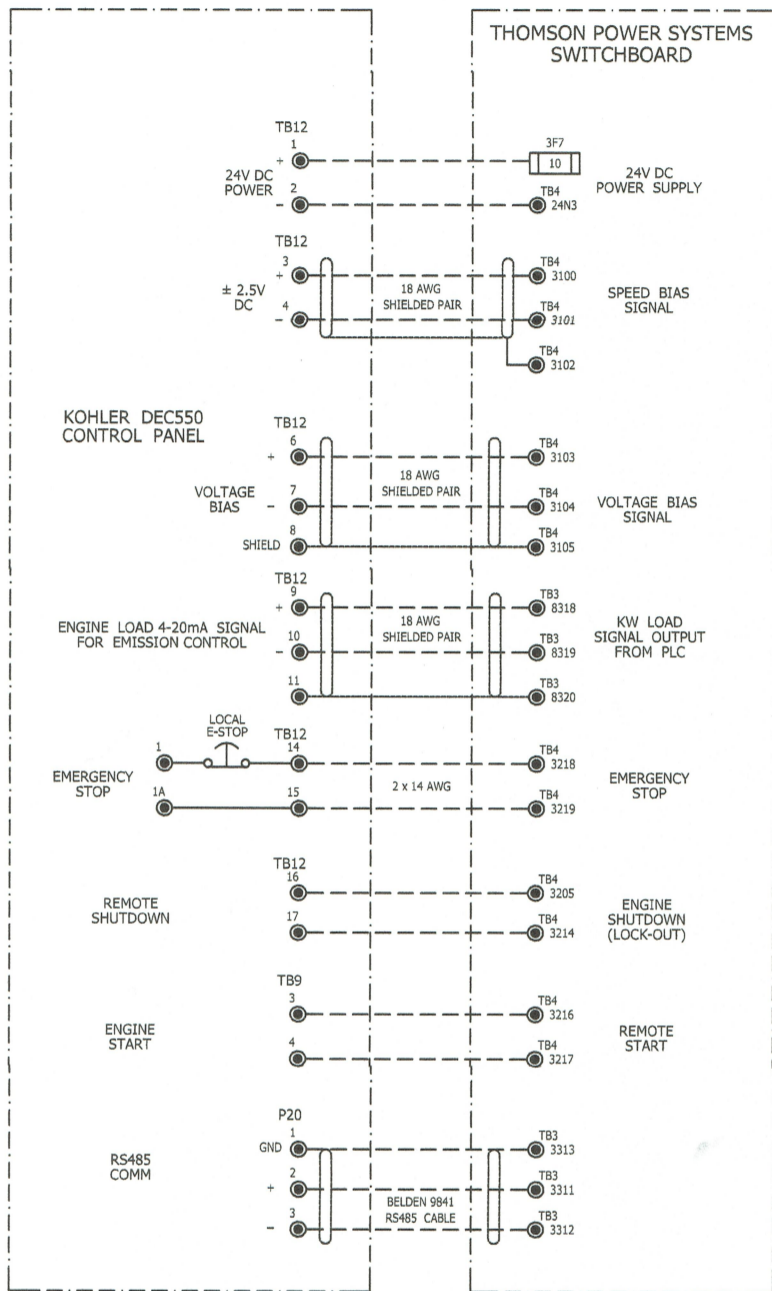 THOMSON POWER SYSTEMS
SWITCHBOARD
TB12
1
+
24V DC
POWER
2
-
3F7
10
TB4
24N3
24V DC
POWER SUPPLY
TB12
3
+
± 2.5V
DC
4
-
18 AWG
SHIELDED PAIR
TB4
3100
TB4
3101
TB4
3102
SPEED BIAS
SIGNAL
KOHLER DEC550
CONTROL PANEL
TB12
6
+
VOLTAGE
BIAS
7
-
8
SHIELD
18 AWG
SHIELDED PAIR
TB4
3103
TB4
3104
TB4
3105
VOLTAGE BIAS
SIGNAL
TB12
9
+
ENGINE LOAD 4-20mA SIGNAL
FOR EMISSION CONTROL
10
-
11
18 AWG
SHIELDED PAIR
TB3
8318
TB3
8319
TB3
8320
KW LOAD
SIGNAL OUTPUT
FROM PLC
LOCAL
E-STOP
TB12
1
14
EMERGENCY
STOP
1A
15
2 x 14 AWG
TB4
3218
TB4
3219
EMERGENCY
STOP
TB12
16
REMOTE
SHUTDOWN
17
TB4
3205
TB4
3214
ENGINE
SHUTDOWN
(LOCK-OUT)
TB9
3
ENGINE
START
4
TB4
3216
TB4
3217
REMOTE
START
P20
1
GND
RS485
COMM
2
+
3
-
BELDEN 9841
RS485 CABLE
TB3
3313
TB3
3311
TB3
3312